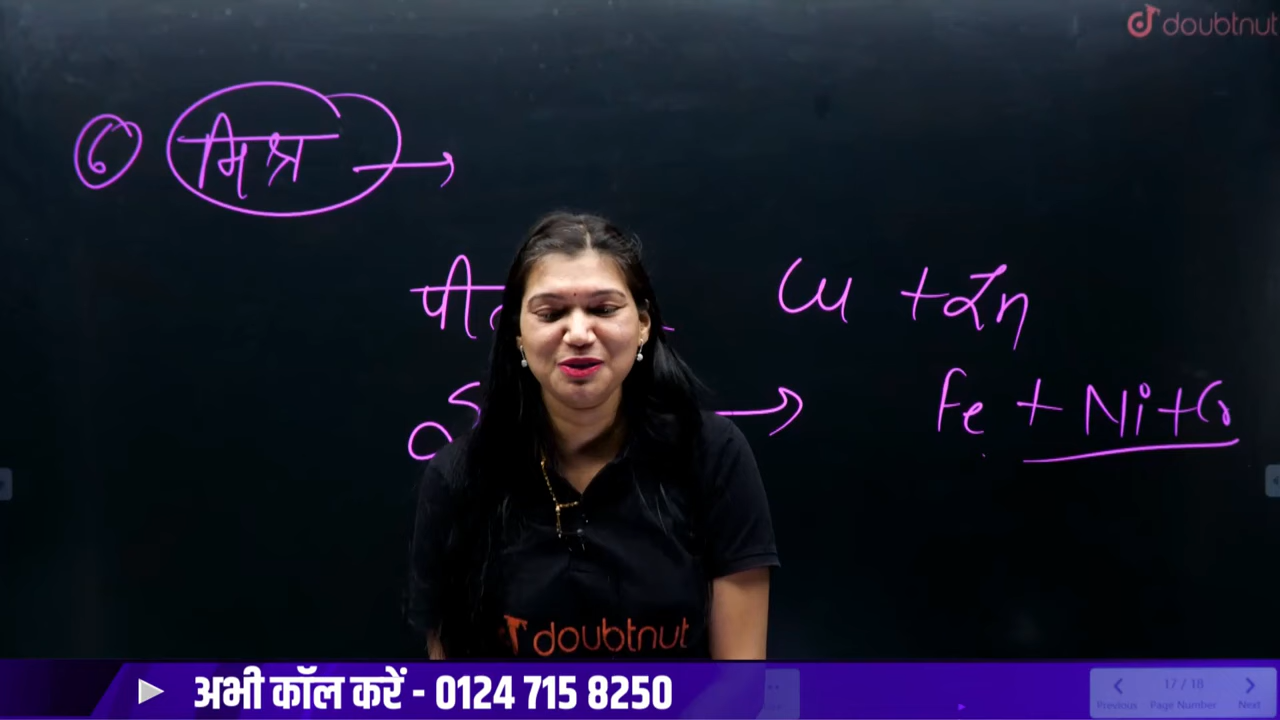 doubtnut
6 मिश्र →
Cu + Zn
→ Fe + Ni + Cr
doubtnut
अभी कॉल करें - 0124 715 8250
17 / 18
Previous Page Number Next